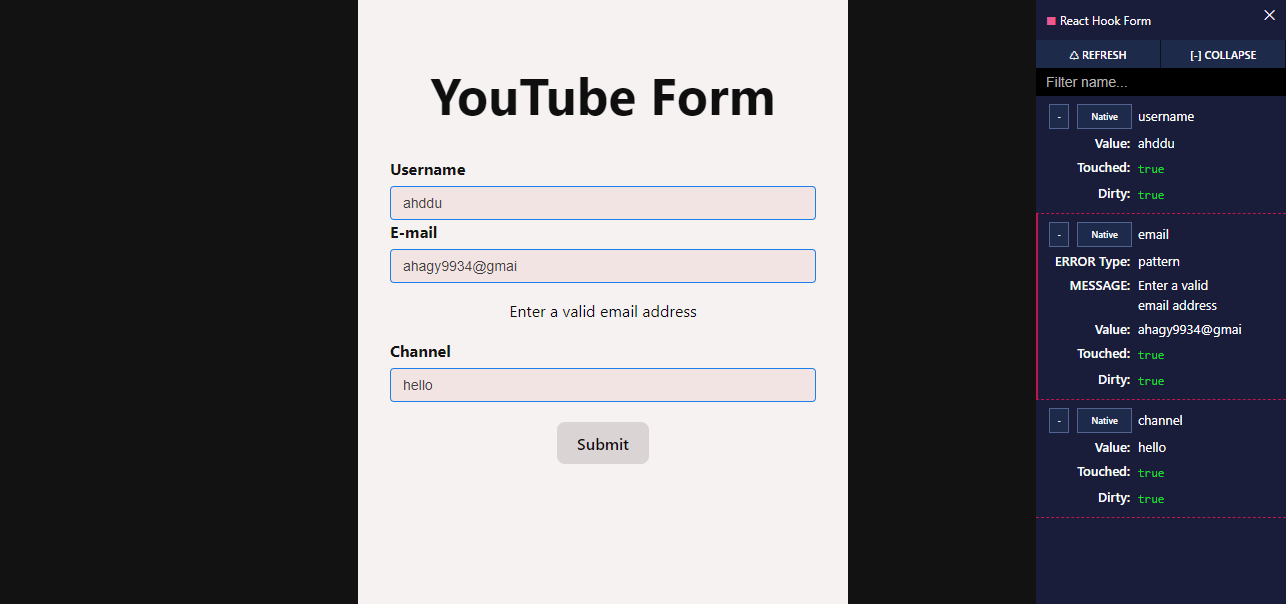 YouTube Form
Username
ahddu
E-mail
ahagy9934@gmai
Enter a valid email address
Channel
hello
Submit
React Hook Form
REFRESH
[-] COLLAPSE
Filter name...
- Native username
Value: ahddu
Touched: true
Dirty: true
- Native email
ERROR Type: pattern
MESSAGE: Enter a valid
email address
Value: ahagy9934@gmai
Touched: true
Dirty: true
- Native channel
Value: hello
Touched: true
Dirty: true